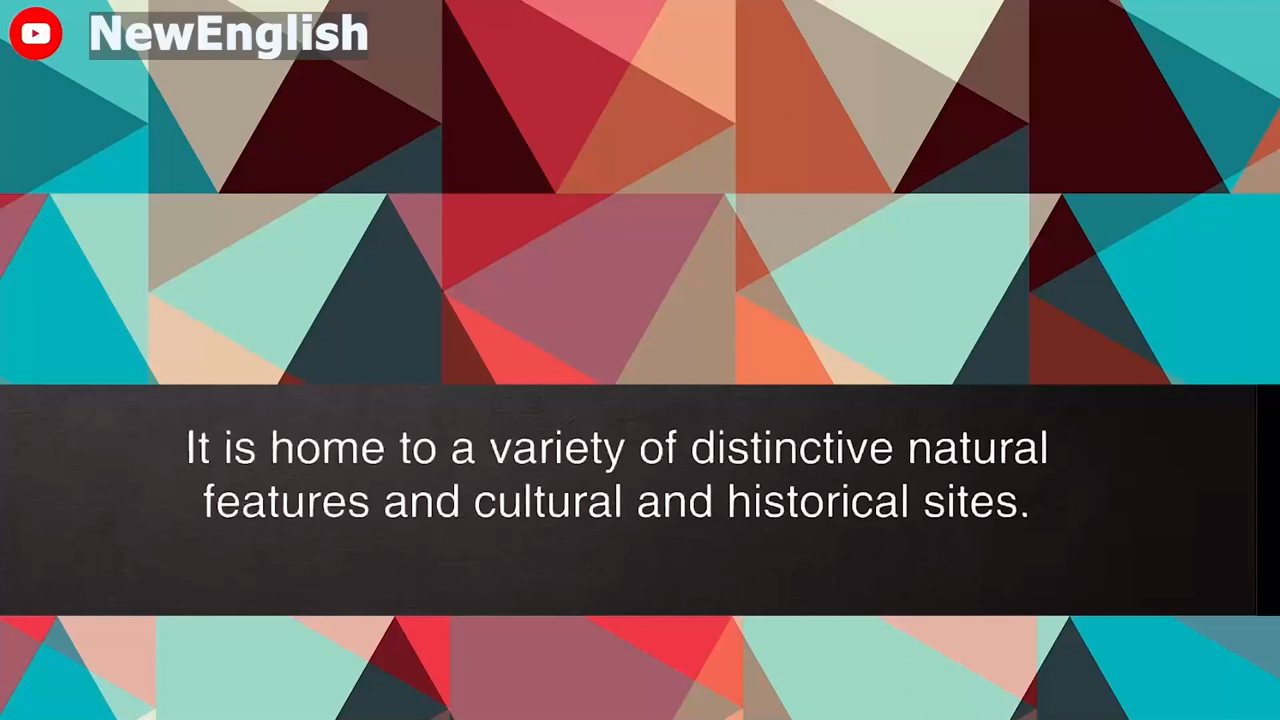 NewEnglish
It is home to a variety of distinctive natural
features and cultural and historical sites.